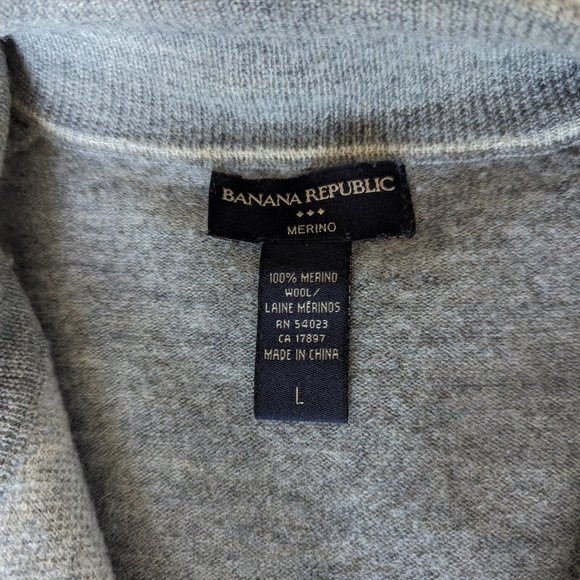 BANANA REPUBLIC
MERINO
100% MERINO
WOOL/
LAINE MÉRINOS
RN 54023
CA 17897
MADE IN CHINA
L